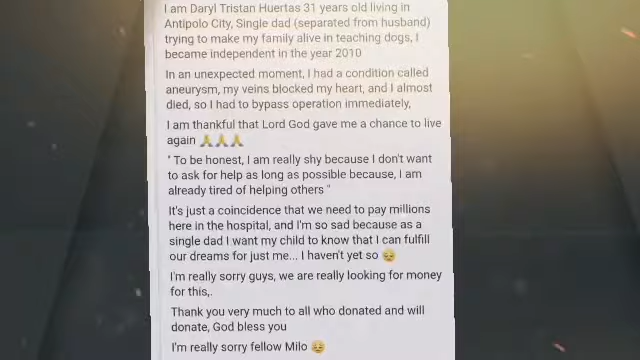 I am Daryl Tristan Huertas 31 years old living in
Antipolo City, Single dad (separated from husband)
trying to make my family alive in teaching dogs, I
became independent in the year 2010
In an unexpected moment, I had a condition called
aneurysm, my veins blocked my heart, and I almost
died, so I had to bypass operation immediately,
I am thankful that Lord God gave me a chance to live
again 🙏🙏🙏
" To be honest, I am really shy because I don't want
to ask for help as long as possible because, I am
already tired of helping others "
It's just a coincidence that we need to pay millions
here in the hospital, and I'm so sad because as a
single dad I want my child to know that I can fulfill
our dreams for just me... I haven't yet so 😔
I'm really sorry guys, we are really looking for money
for this,.
Thank you very much to all who donated and will
donate, God bless you
I'm really sorry fellow Milo 😔